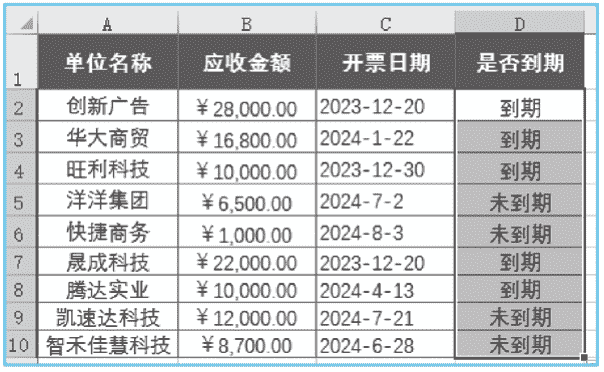 A B C D
1 单位名称 应收金额 开票日期 是否到期
2 创新广告 ¥28,000.00 2023-12-20 到期
3 华大商贸 ¥16,800.00 2024-1-22 到期
4 旺利科技 ¥10,000.00 2023-12-30 到期
5 洋洋集团 ¥6,500.00 2024-7-2 未到期
6 快捷商务 ¥1,000.00 2024-8-3 未到期
7 晟成科技 ¥22,000.00 2023-12-20 到期
8 腾达实业 ¥10,000.00 2024-4-13 到期
9 凯速达科技 ¥12,000.00 2024-7-21 未到期
10 智禾佳慧科技 ¥8,700.00 2024-6-28 未到期